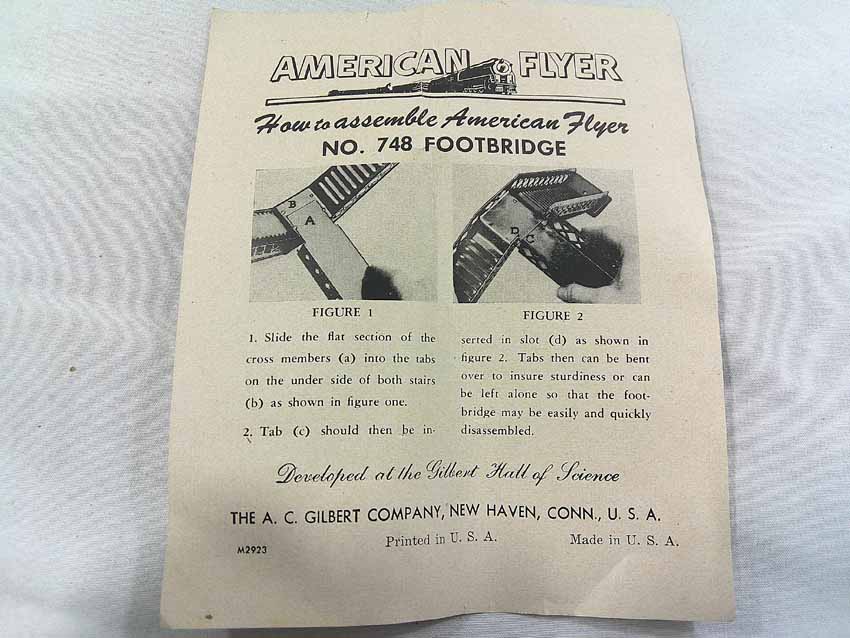 AMERICAN FLYER
How to assemble American Flyer
NO. 748 FOOTBRIDGE
B
A
D
C
FIGURE 1
FIGURE 2
1. Slide the flat section of the
cross members (a) into the tabs
on the under side of both stairs
(b) as shown in figure one.
2. Tab (c) should then be in-
serted in slot (d) as shown in
figure 2. Tabs then can be bent
over to insure sturdiness or can
be left alone so that the foot-
bridge may be easily and quickly
disassembled.
Developed at the Gilbert Hall of Science
THE A. C. GILBERT COMPANY, NEW HAVEN, CONN., U. S. A.
M2923
Printed in U. S. A.
Made in U. S. A.